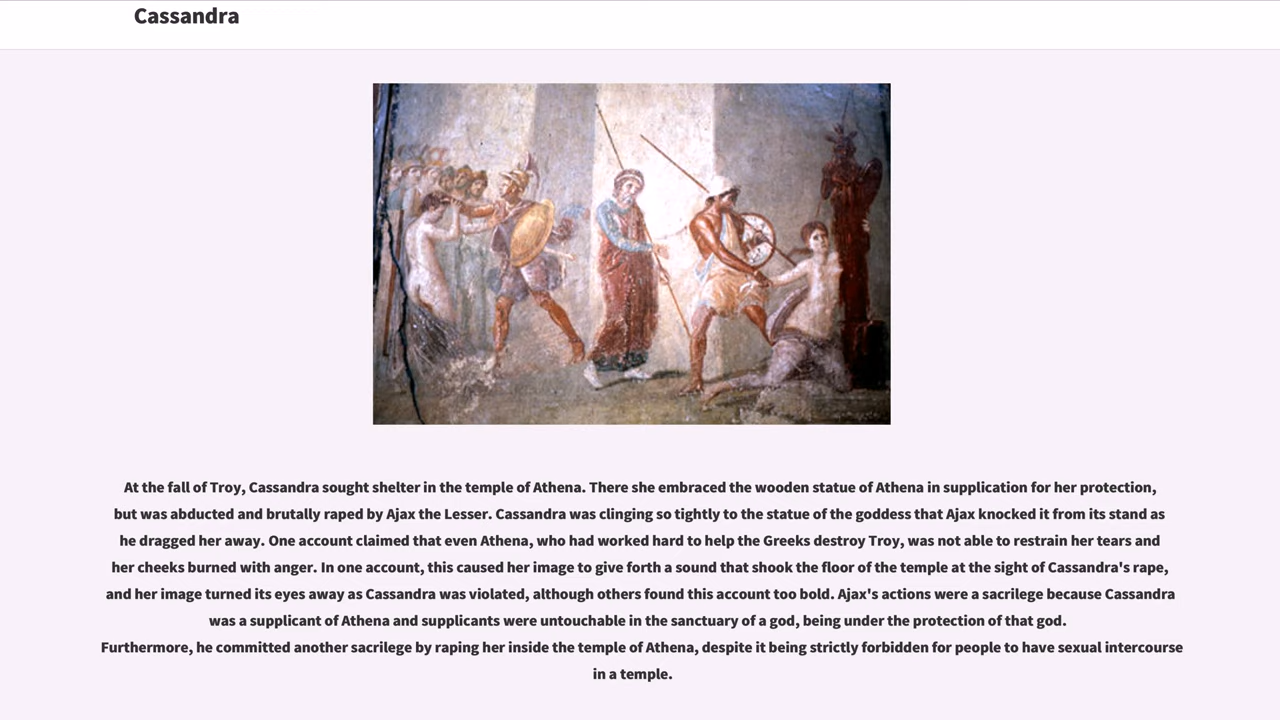 Cassandra
At the fall of Troy, Cassandra sought shelter in the temple of Athena. There she embraced the wooden statue of Athena in supplication for her protection,
but was abducted and brutally raped by Ajax the Lesser. Cassandra was clinging so tightly to the statue of the goddess that Ajax knocked it from its stand as
he dragged her away. One account claimed that even Athena, who had worked hard to help the Greeks destroy Troy, was not able to restrain her tears and
her cheeks burned with anger. In one account, this caused her image to give forth a sound that shook the floor of the temple at the sight of Cassandra's rape,
and her image turned its eyes away as Cassandra was violated, although others found this account too bold. Ajax's actions were a sacrilege because Cassandra
was a supplicant of Athena and supplicants were untouchable in the sanctuary of a god, being under the protection of that god.
Furthermore, he committed another sacrilege by raping her inside the temple of Athena, despite it being strictly forbidden for people to have sexual intercourse
in a temple.